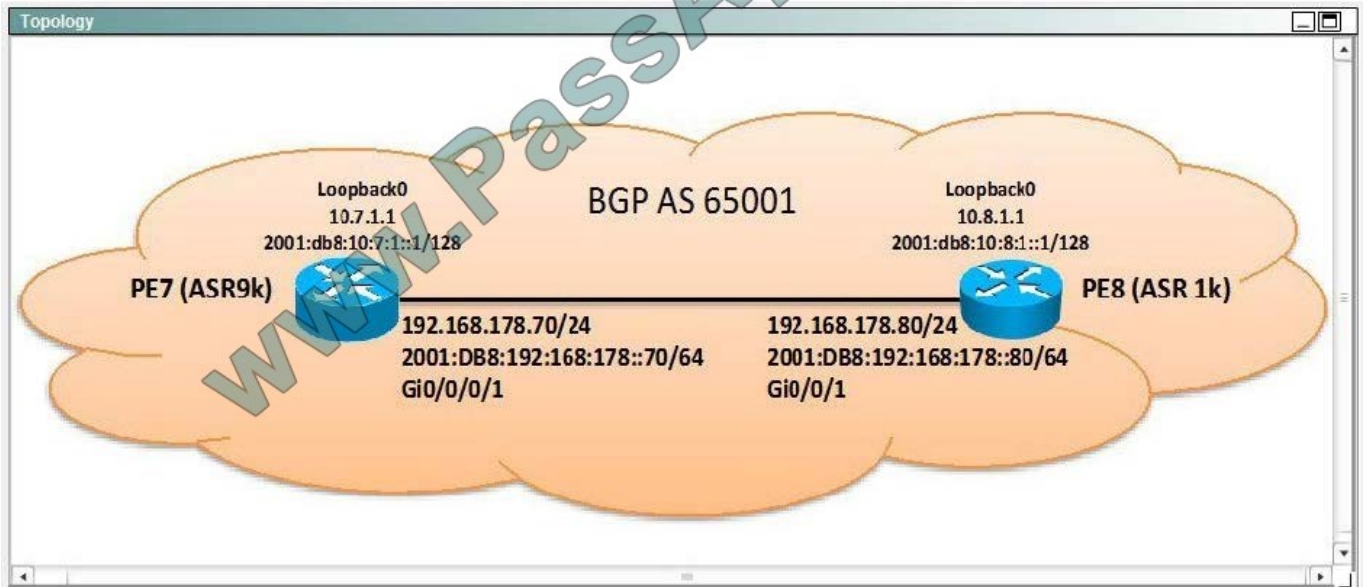 Topology
www.PassA
Loopback0
10.7.1.1
2001:db8:10:7:1::1/128
BGP AS 65001
Loopback0
10.8.1.1
2001:db8:10:8:1::1/128
PE7 (ASR9k)
PE8 (ASR 1k)
192.168.178.70/24
2001:DB8:192:168:178::70/64
Gi0/0/0/1
192.168.178.80/24
2001:DB8:192:168:178::80/64
Gi0/0/1